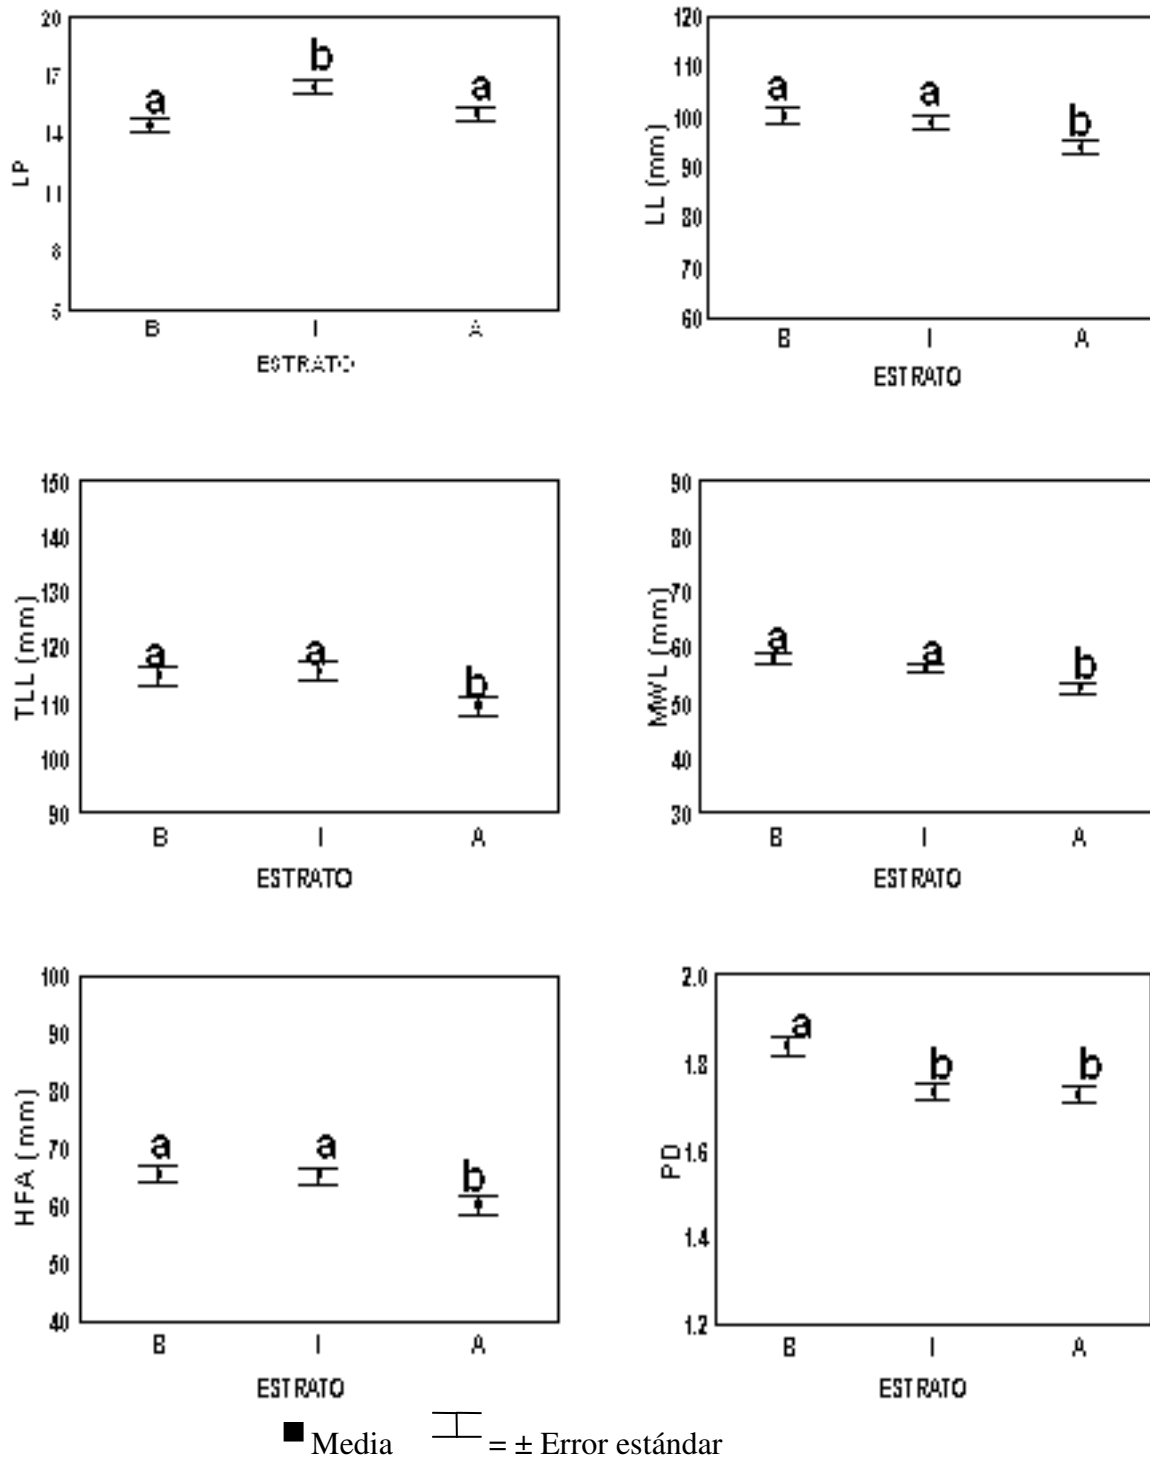 20
17
14
11
8
5
LP
a
b
a
B I A
ESTRATO
120
110
100
90
80
70
60
LL (mm)
a
a
b
B I A
ESTRATO
150
140
130
120
110
100
90
TLL (mm)
a
a
b
B I A
ESTRATO
90
80
70
60
50
40
30
MWL (mm)
a
a
b
B I A
ESTRATO
100
90
80
70
60
50
40
HFA (mm)
a
a
b
B I A
ESTRATO
2.0
1.8
1.6
1.4
1.2
PD
a
b
b
B I A
ESTRATO
Media = ± Error estándar